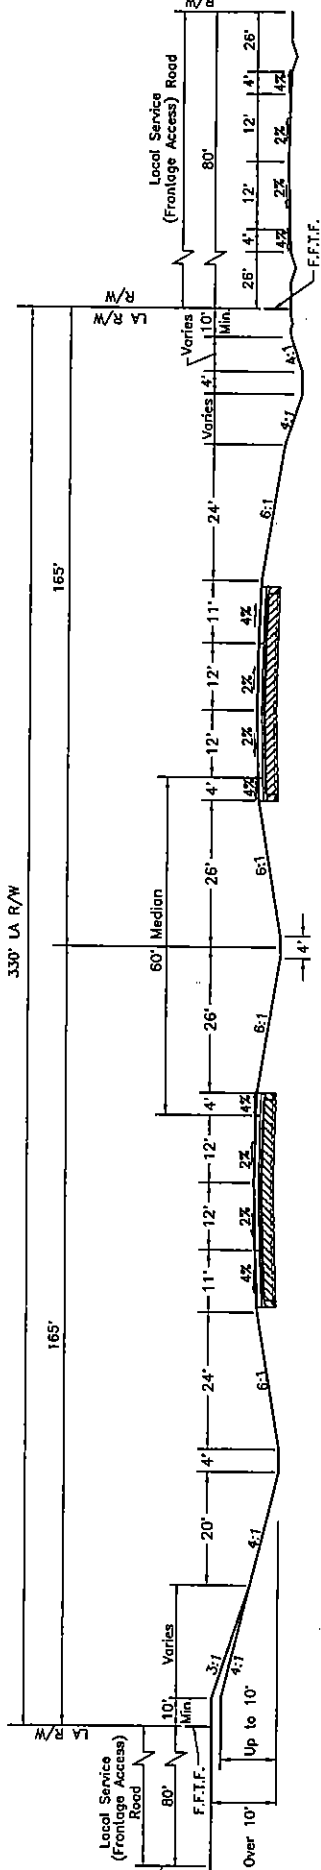 330' LA R/W
165'
165'
LA R/W
LA R/W
R/W
R/W
Local Service
(Frontage Access)
Road
80'
10'
Min.
Varies
F.F.T.F.
Over 10'
Up to 10'
3:1
4:1
20'
4:1
4'
24'
6:1
11'
12'
12'
4'
4%
2%
2%
4%
60' Median
26'
26'
6:1
6:1
4'
4'
12'
12'
11'
4%
2%
2%
4%
24'
6:1
Varies
4'
Varies
10'
Min.
4:1
4:1
F.F.T.F.
Local Service
(Frontage Access) Road
80'
26'
4'
12'
12'
4'
26'
4%
2%
2%
4%